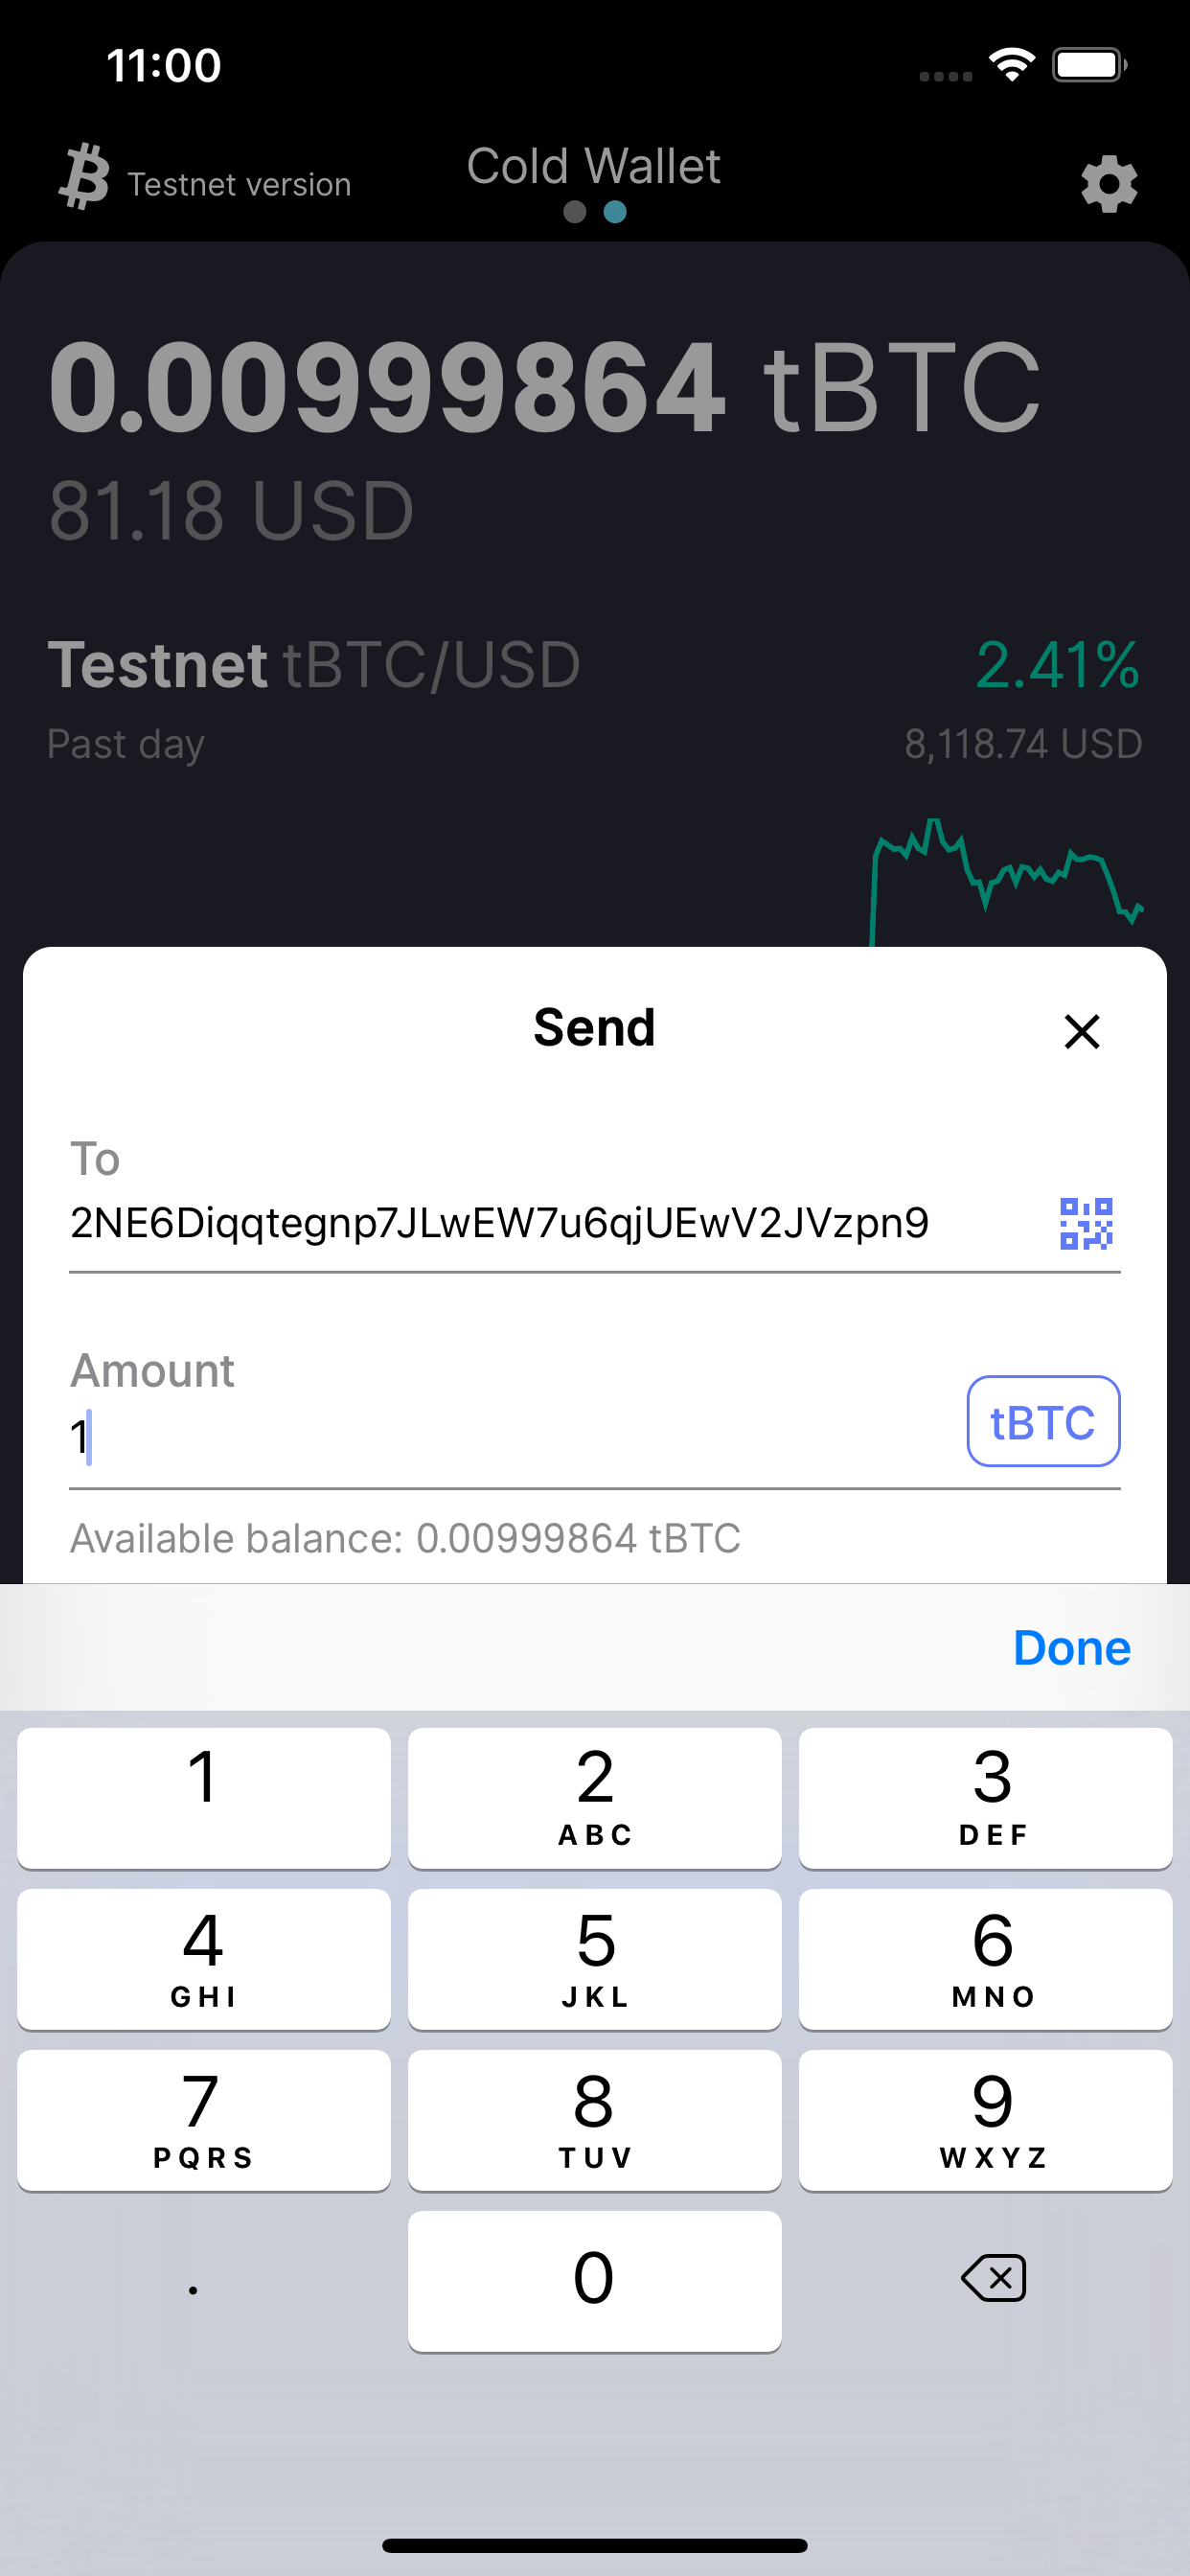 11:00
Testnet version
Cold Wallet
0.00999864 tBTC
81.18 USD
Testnet tBTC/USD 2.41%
Past day 8,118.74 USD
Send
To
2NE6Diqqtegnp7JLwEW7u6qjUEwV2JVzpn9
Amount
1
tBTC
Available balance: 0.00999864 tBTC
Done
1 2 3
ABC DEF
4 5 6
GHI JKL MNO
7 8 9
PQRS TUV WXYZ
. 0